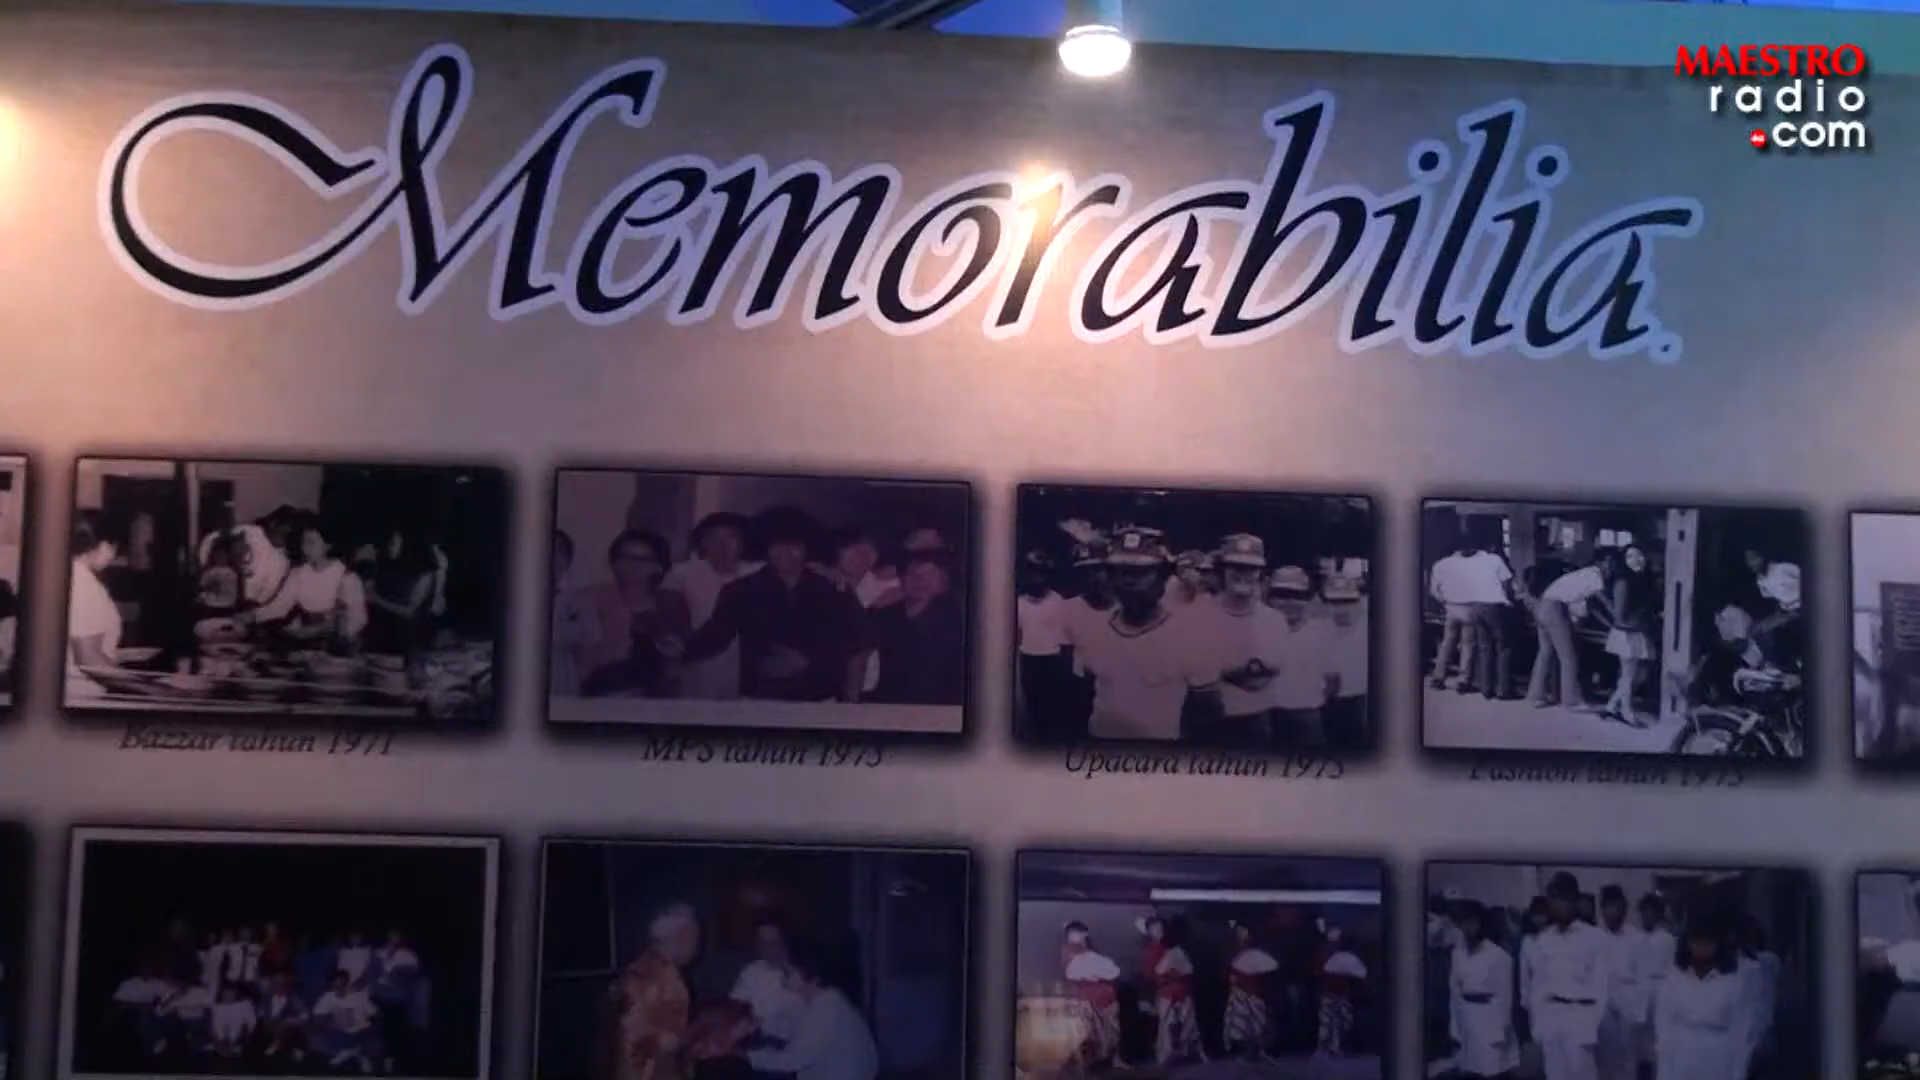 Memorabilia.
MAESTRO
radio
.com
Bazzar tahun 1971
MFS tahun 1975
Upacara tahun 1975
Fashion tahun 1975